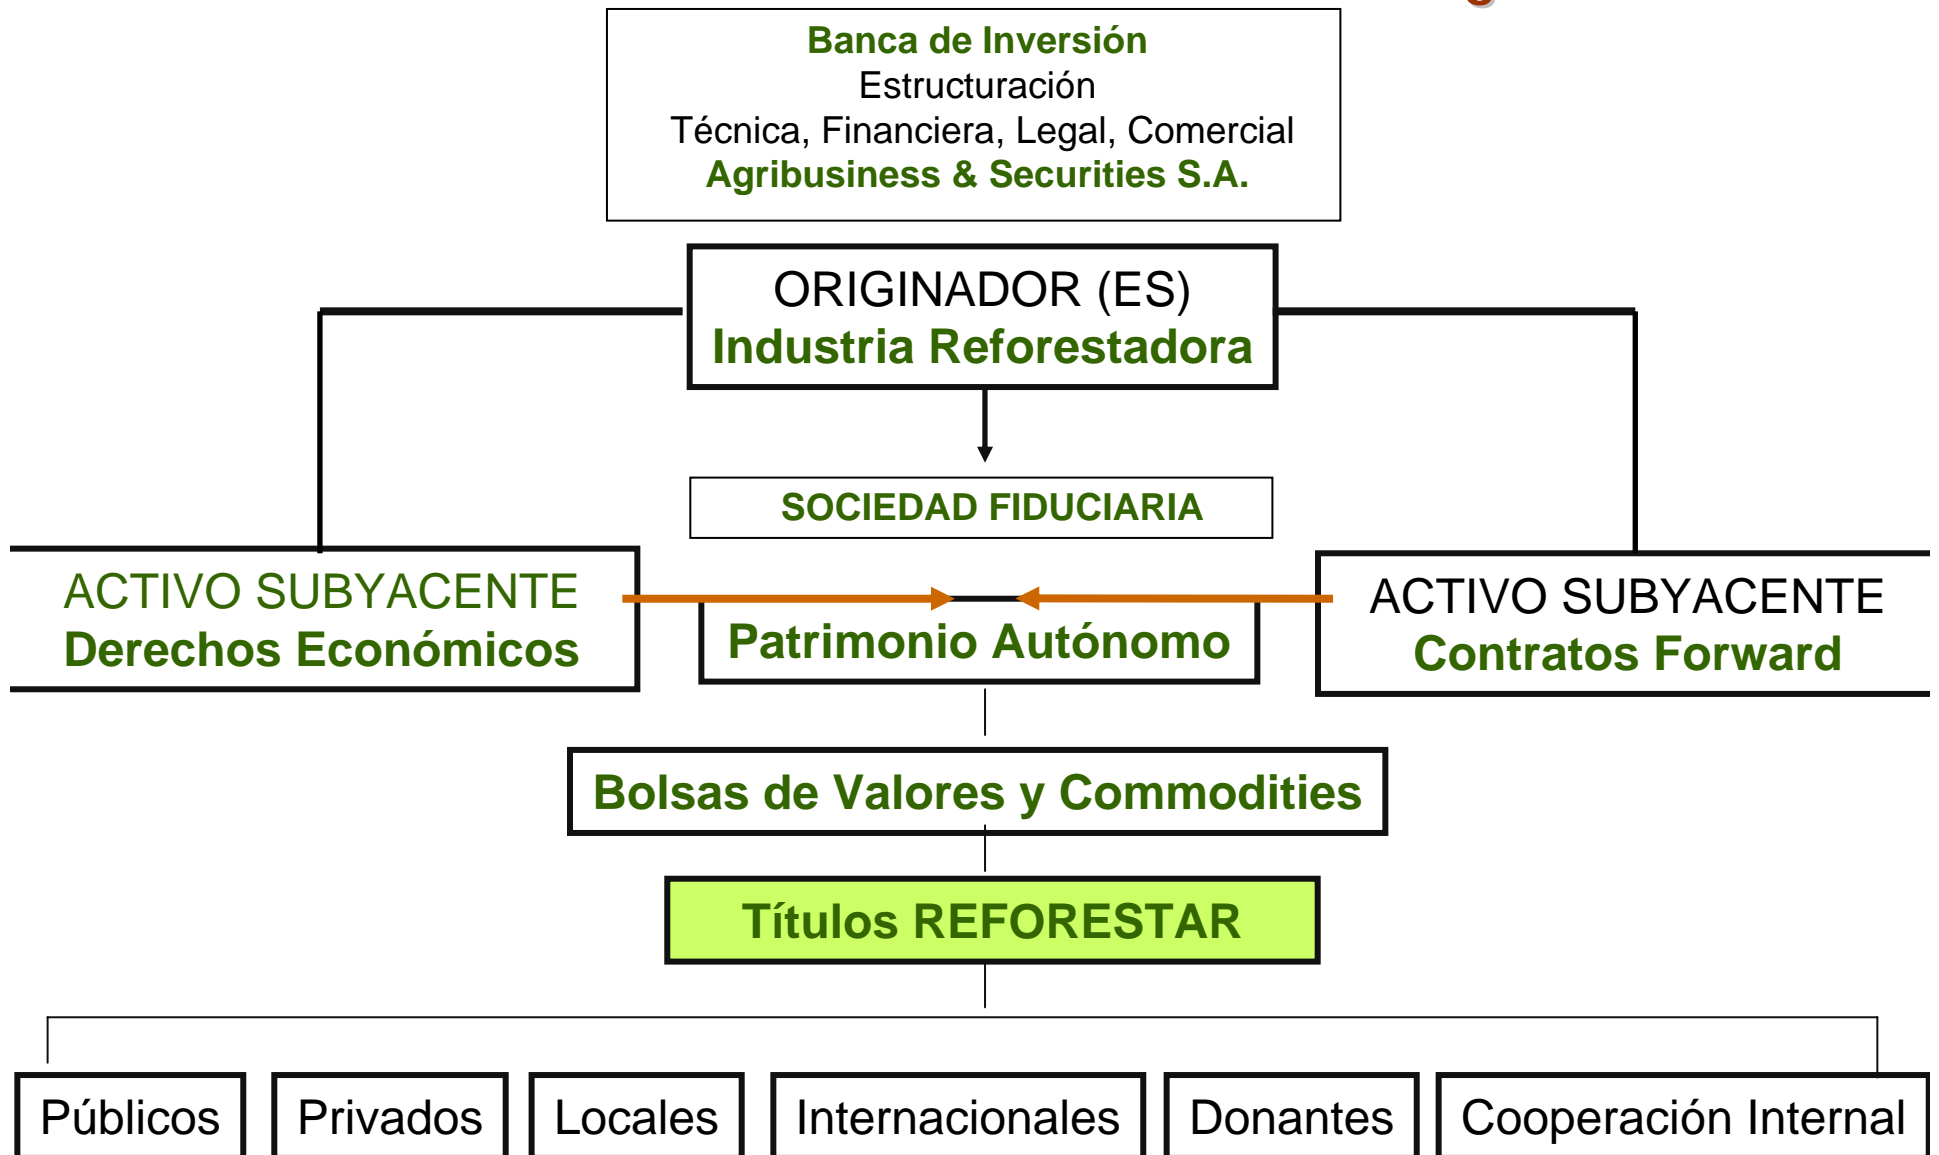 Banca de Inversión
Estructuración
Técnica, Financiera, Legal, Comercial
Agribusiness & Securities S.A.
ORIGINADOR (ES)
Industria Reforestadora
SOCIEDAD FIDUCIARIA
ACTIVO SUBYACENTE
Derechos Económicos
Patrimonio Autónomo
ACTIVO SUBYACENTE
Contratos Forward
Bolsas de Valores y Commodities
Títulos REFORESTAR
Públicos
Privados
Locales
Internacionales
Donantes
Cooperación Internal